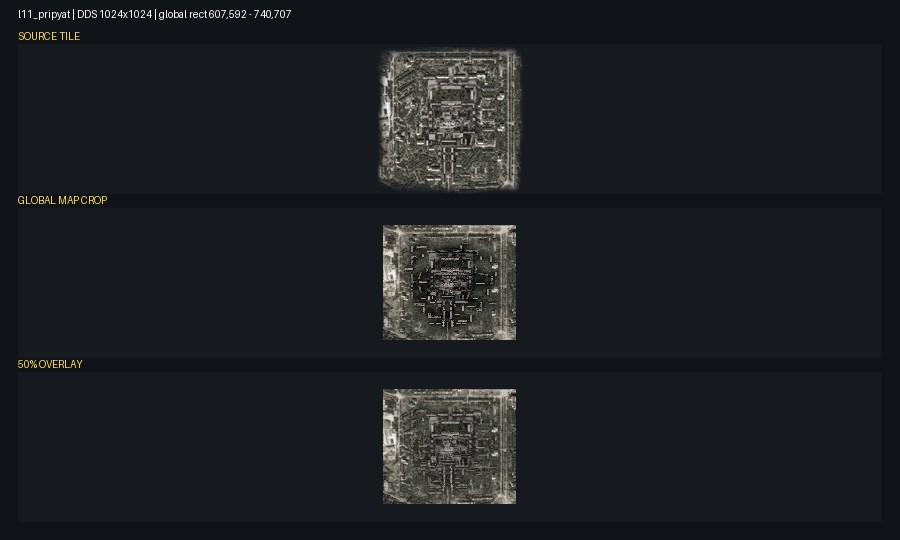 l11_pripyat | DDS 1024x1024 | global rect 607,592 - 740,707
SOURCE TILE
GLOBAL MAP CROP
50% OVERLAY